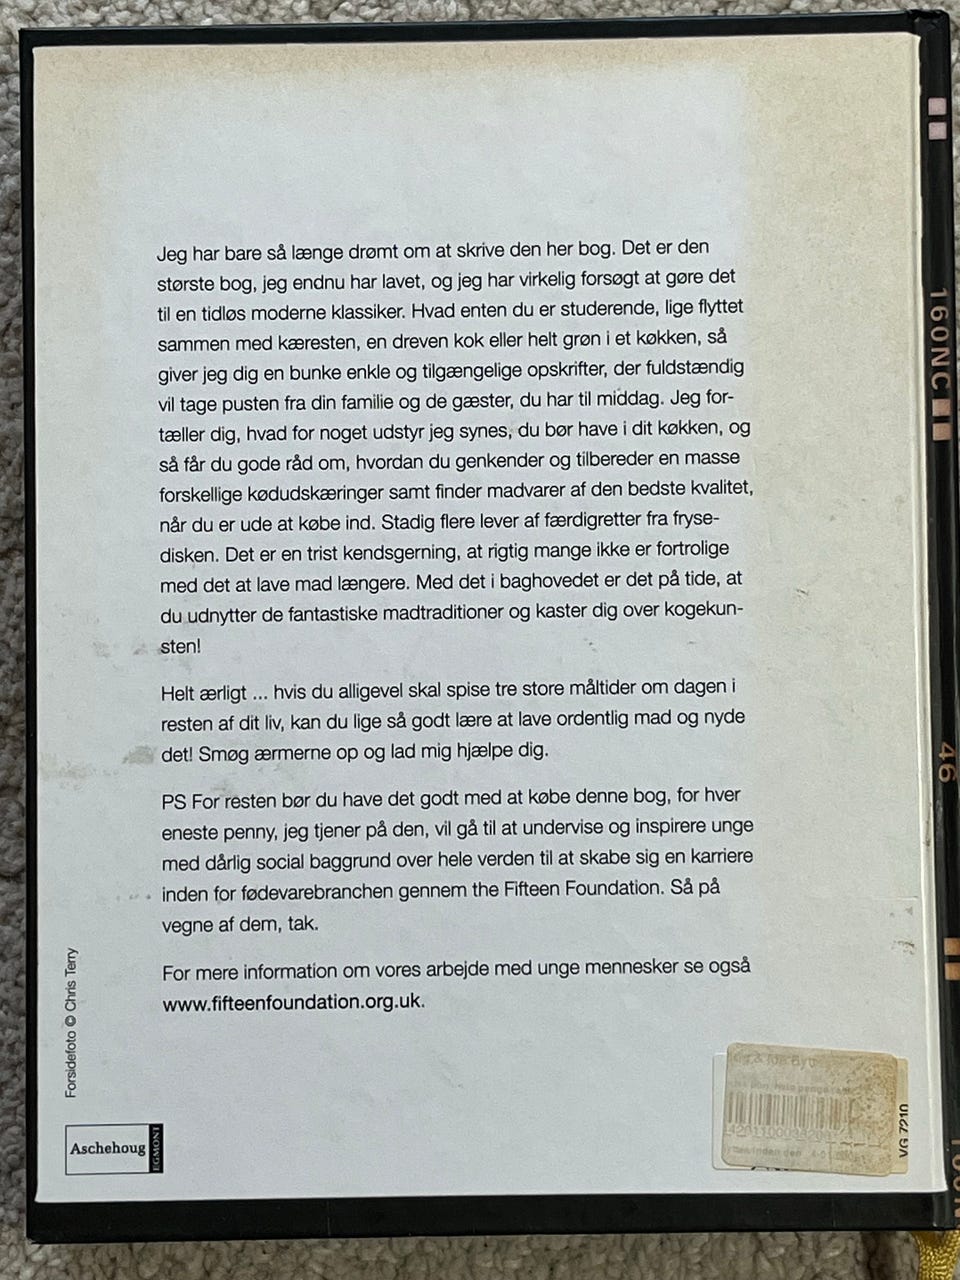 Jeg har bare så længe drømt om at skrive den her bog. Det er den
største bog, jeg endnu har lavet, og jeg har virkelig forsøgt at gøre det
til en tidløs moderne klassiker. Hvad enten du er studerende, lige flyttet
sammen med kæresten, en dreven kok eller helt grøn i et køkken, så
giver jeg dig en bunke enkle og tilgængelige opskrifter, der fuldstændig
vil tage pusten fra din familie og de gæster, du har til middag. Jeg for-
tæller dig, hvad for noget udstyr jeg synes, du bør have i dit køkken, og
så får du gode råd om, hvordan du genkender og tilbereder en masse
forskellige kødudskæringer samt finder madvarer af den bedste kvalitet,
når du er ude at købe ind. Stadig flere lever af færdigretter fra fryse-
disken. Det er en trist kendsgerning, at rigtig mange ikke er fortrolige
med det at lave mad længere. Med det i baghovedet er det på tide, at
du udnytter de fantastiske madtraditioner og kaster dig over kogekun-
sten!
Helt ærligt ... hvis du alligevel skal spise tre store måltider om dagen i
resten af dit liv, kan du lige så godt lære at lave ordentlig mad og nyde
det! Smøg ærmerne op og lad mig hjælpe dig.
PS For resten bør du have det godt med at købe denne bog, for hver
eneste penny, jeg tjener på den, vil gå til at undervise og inspirere unge
med dårlig social baggrund over hele verden til at skabe sig en karriere
inden for fødevarebranchen gennem the Fifteen Foundation. Så på
vegne af dem, tak.
For mere information om vores arbejde med unge mennesker se også
www.fifteenfoundation.org.uk.
Forsidefoto © Chris Terry
Aschehoug
EGMONT
VG 7210
160NC
46